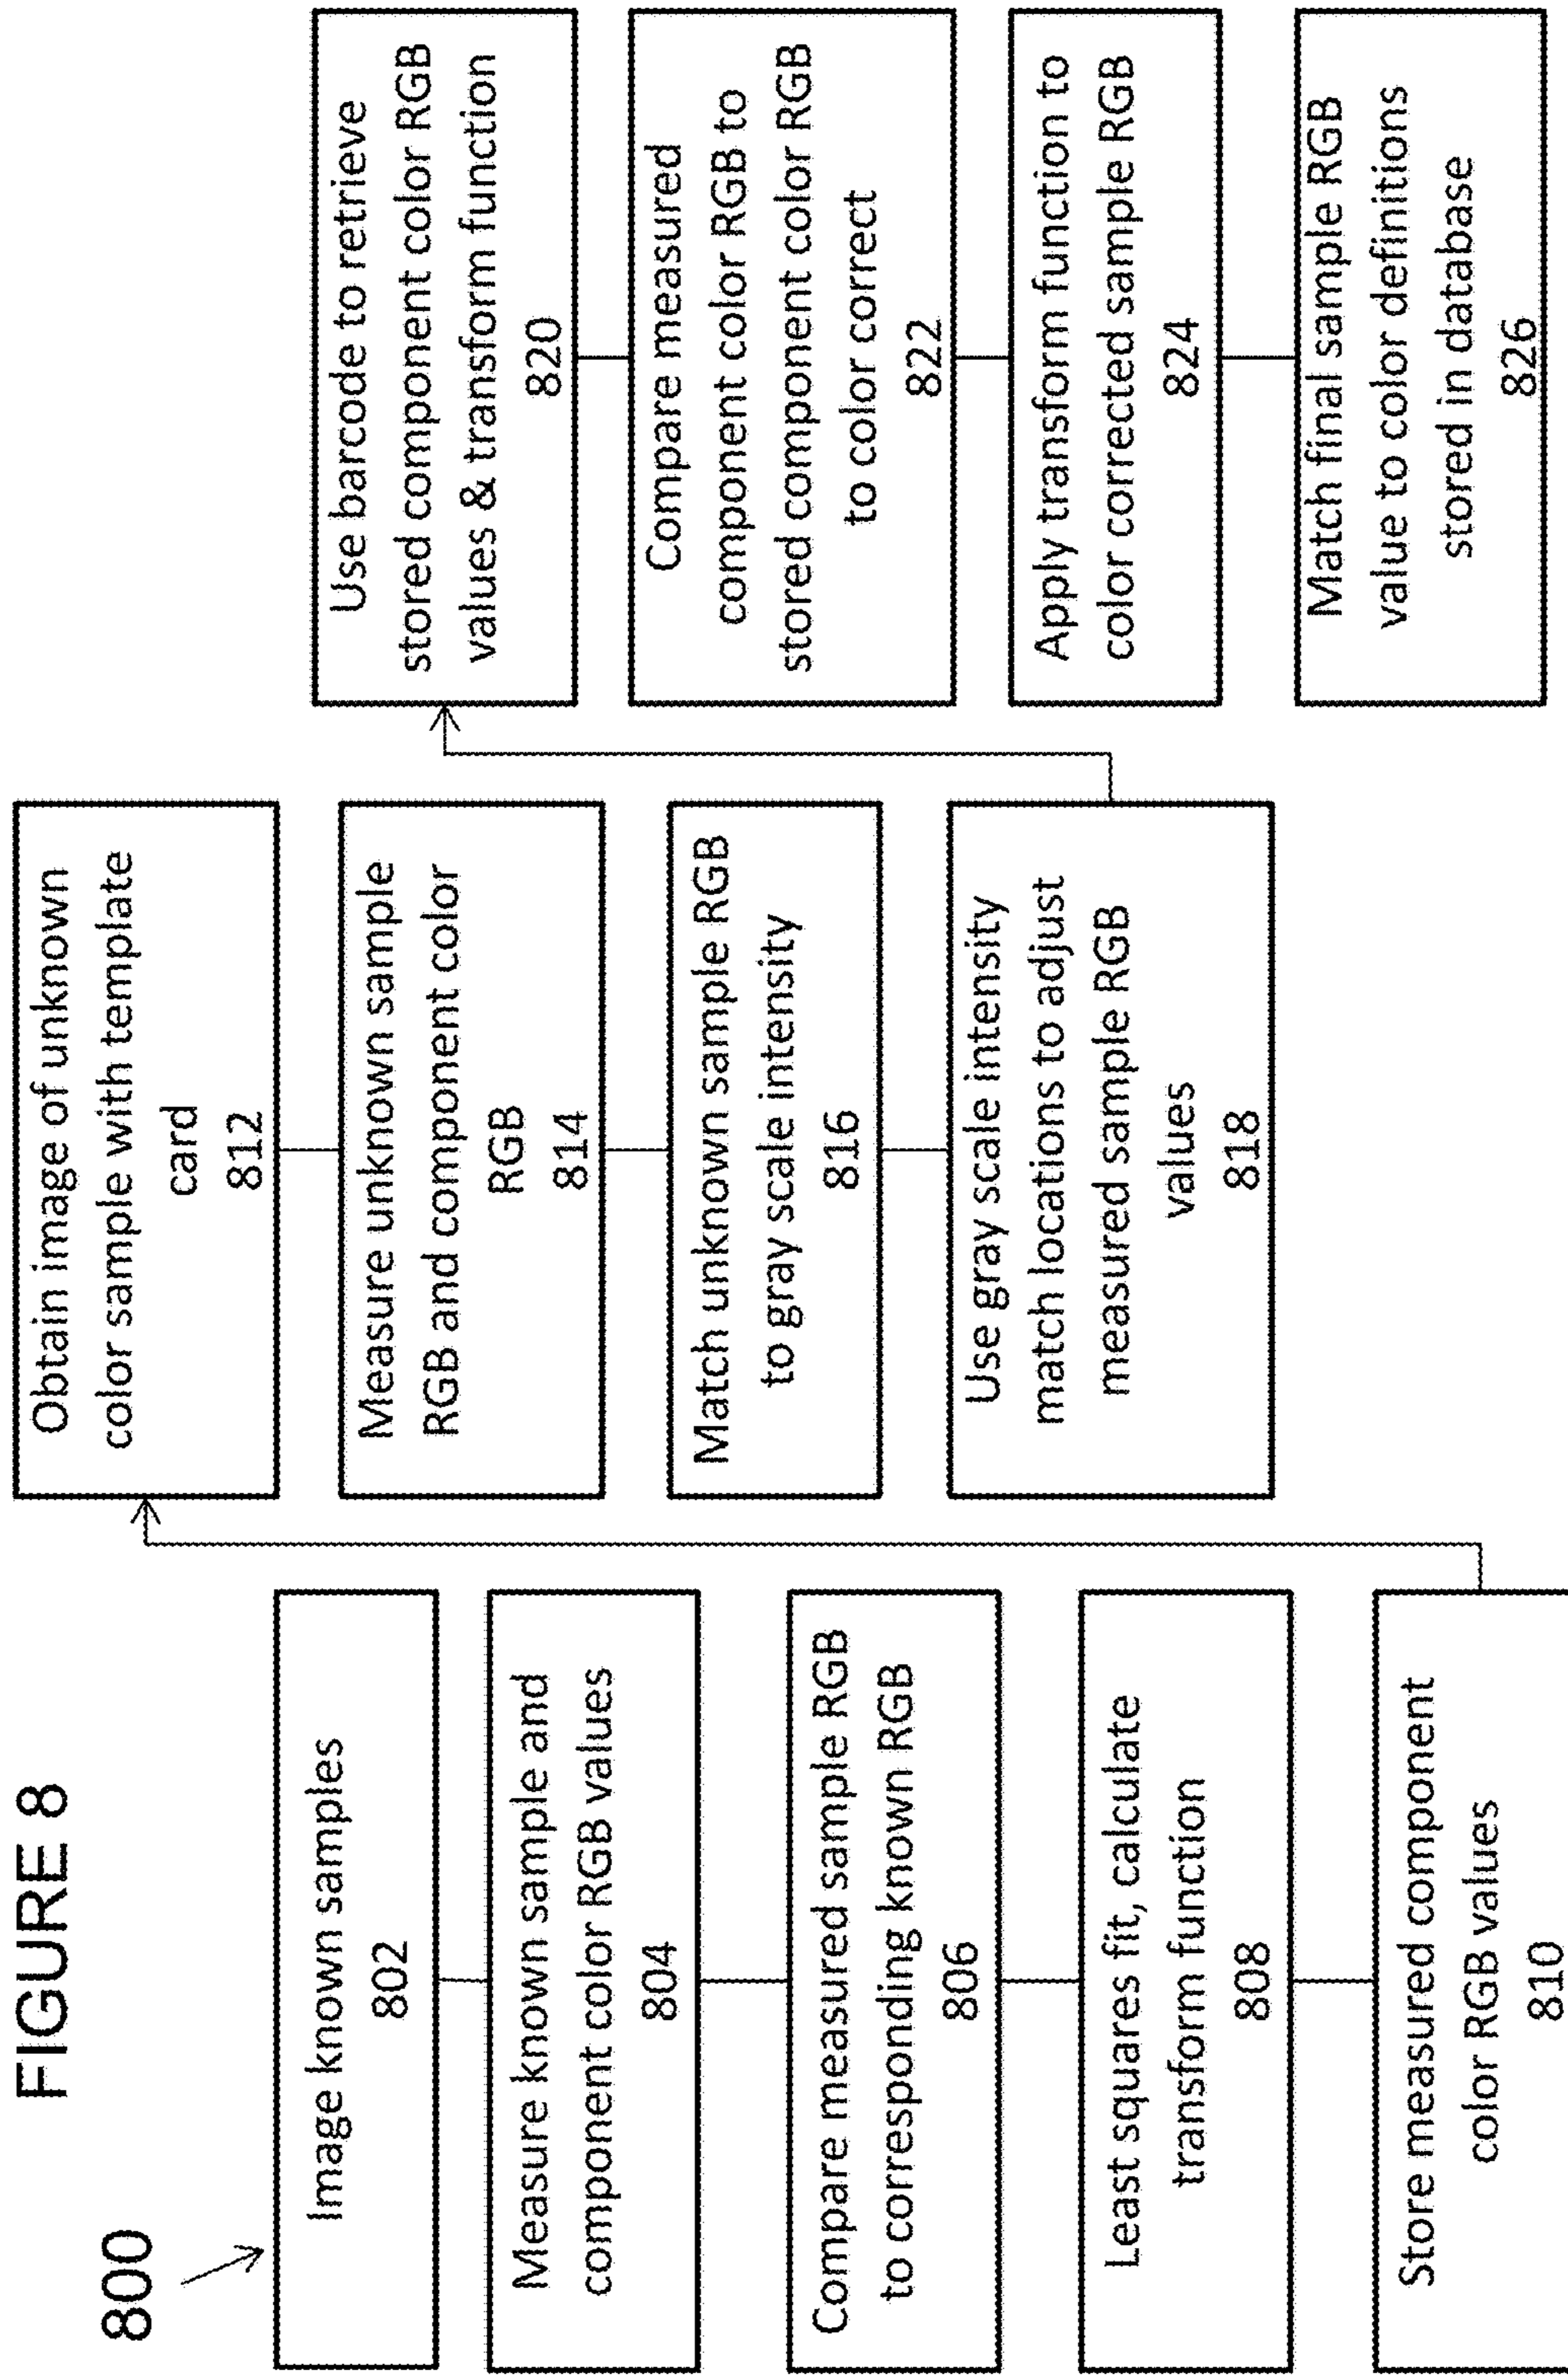 FIGURE 8
800
Image known samples
802
Measure known sample and
component color RGB values
804
Compare measured sample RGB
to corresponding known RGB
806
Least squares fit, calculate
transform function
808
Store measured component
color RGB values
810
Obtain image of unknown
color sample with template
card
812
Measure unknown sample
RGB and component color
RGB
814
Match unknown sample RGB
to gray scale intensity
816
Use gray scale intensity
match locations to adjust
measured sample RGB
values
818
Use barcode to retrieve
stored component color RGB
values & transform function
820
Compare measured
component color RGB to
stored component color RGB
to color correct
822
Apply transform function to
color corrected sample RGB
824
Match final sample RGB
value to color definitions
stored in database
826